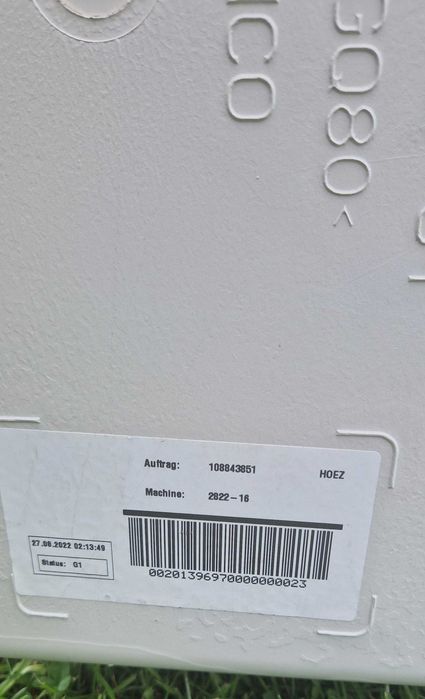 ICO
GQ80<
Auftrag: 108843851 HOEZ
Machine: 2822-16
27.06.2022 02:13:49
Status: G1
00201396970000000023